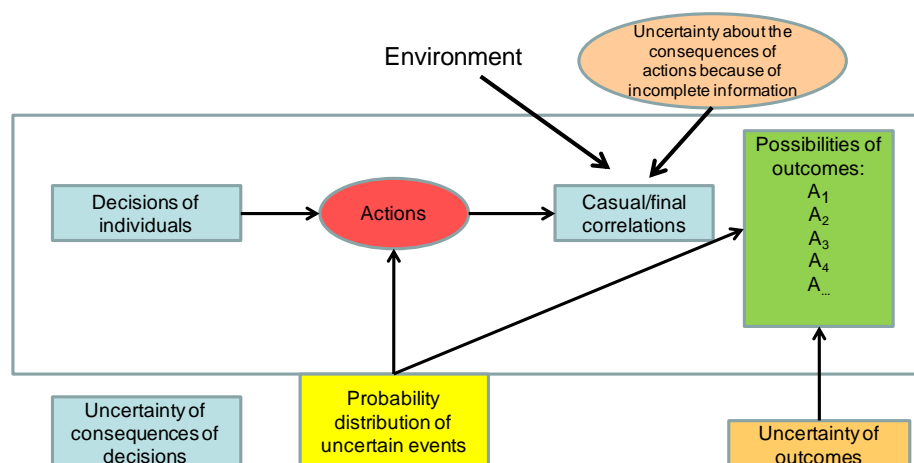 Environment
Uncertainty about the
consequences of
actions because of
incomplete information
Decisions of
individuals
Actions
Casual/final
correlations
Possibilities of
outcomes:
A1
A2
A3
A4
A...
Uncertainty of
consequences of
decisions
Probability
distribution of
uncertain events
Uncertainty of
outcomes